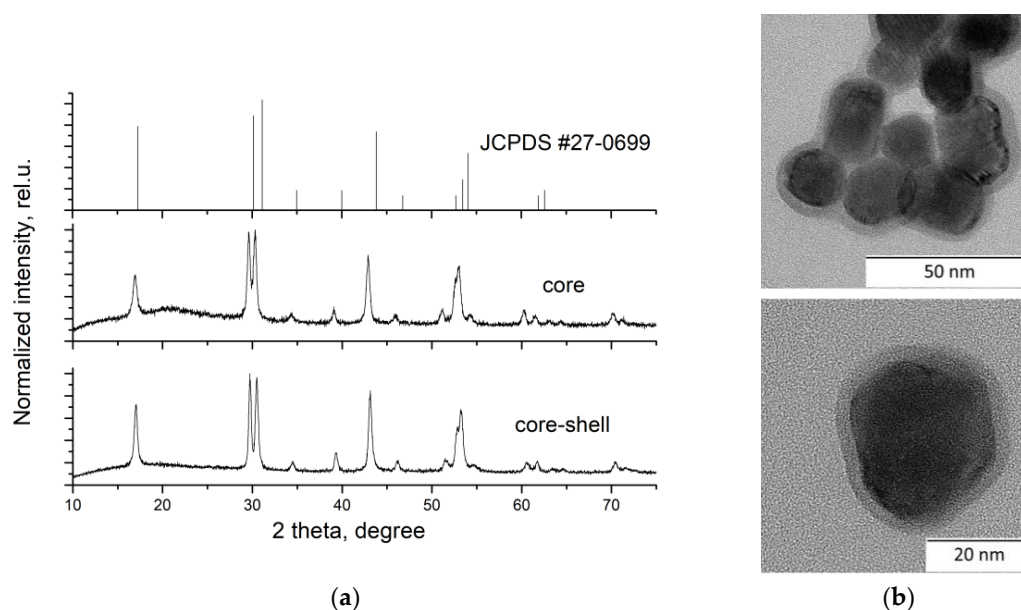 JCPDS #27-0699
core
core-shell
Normalized intensity, rel.u.
10 20 30 40 50 60 70
2 theta, degree
(a)
50 nm
20 nm
(b)